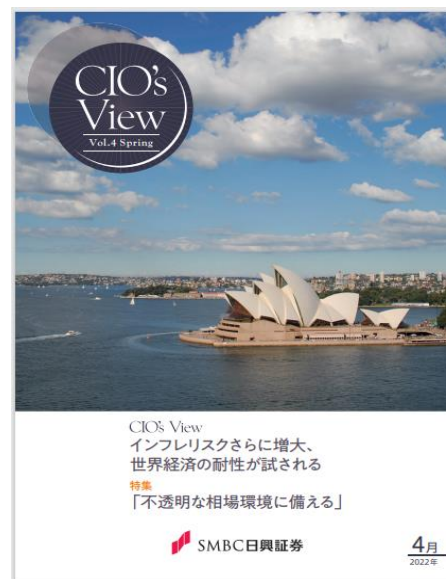 CIO's
View
Vol.4 Spring
CIO's View
インフレリスクさらに増大、
世界経済の耐性が試される
特集
「不透明な相場環境に備える」
SMBC日興証券
4月
2022年